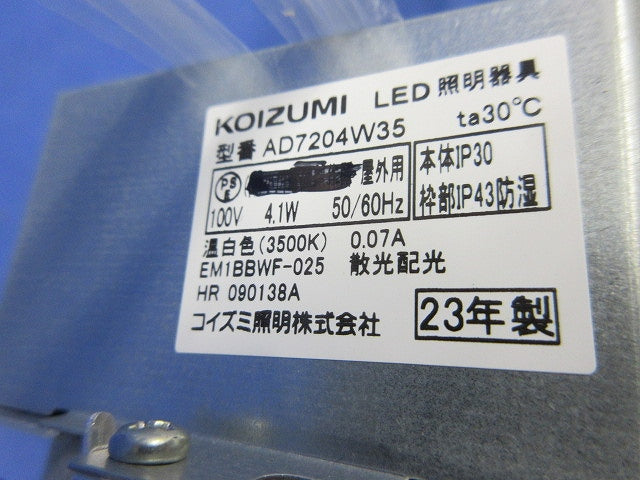 KOIZUMI LED照明器具
型番 AD7204W35 ta30℃
PS E 屋外用
100V 4.1W 50/60Hz
本体IP30
枠部IP43防湿
温白色(3500K) 0.07A
EM1BBWF-025 散光配光
HR 090138A
コイズミ照明株式会社
23年製